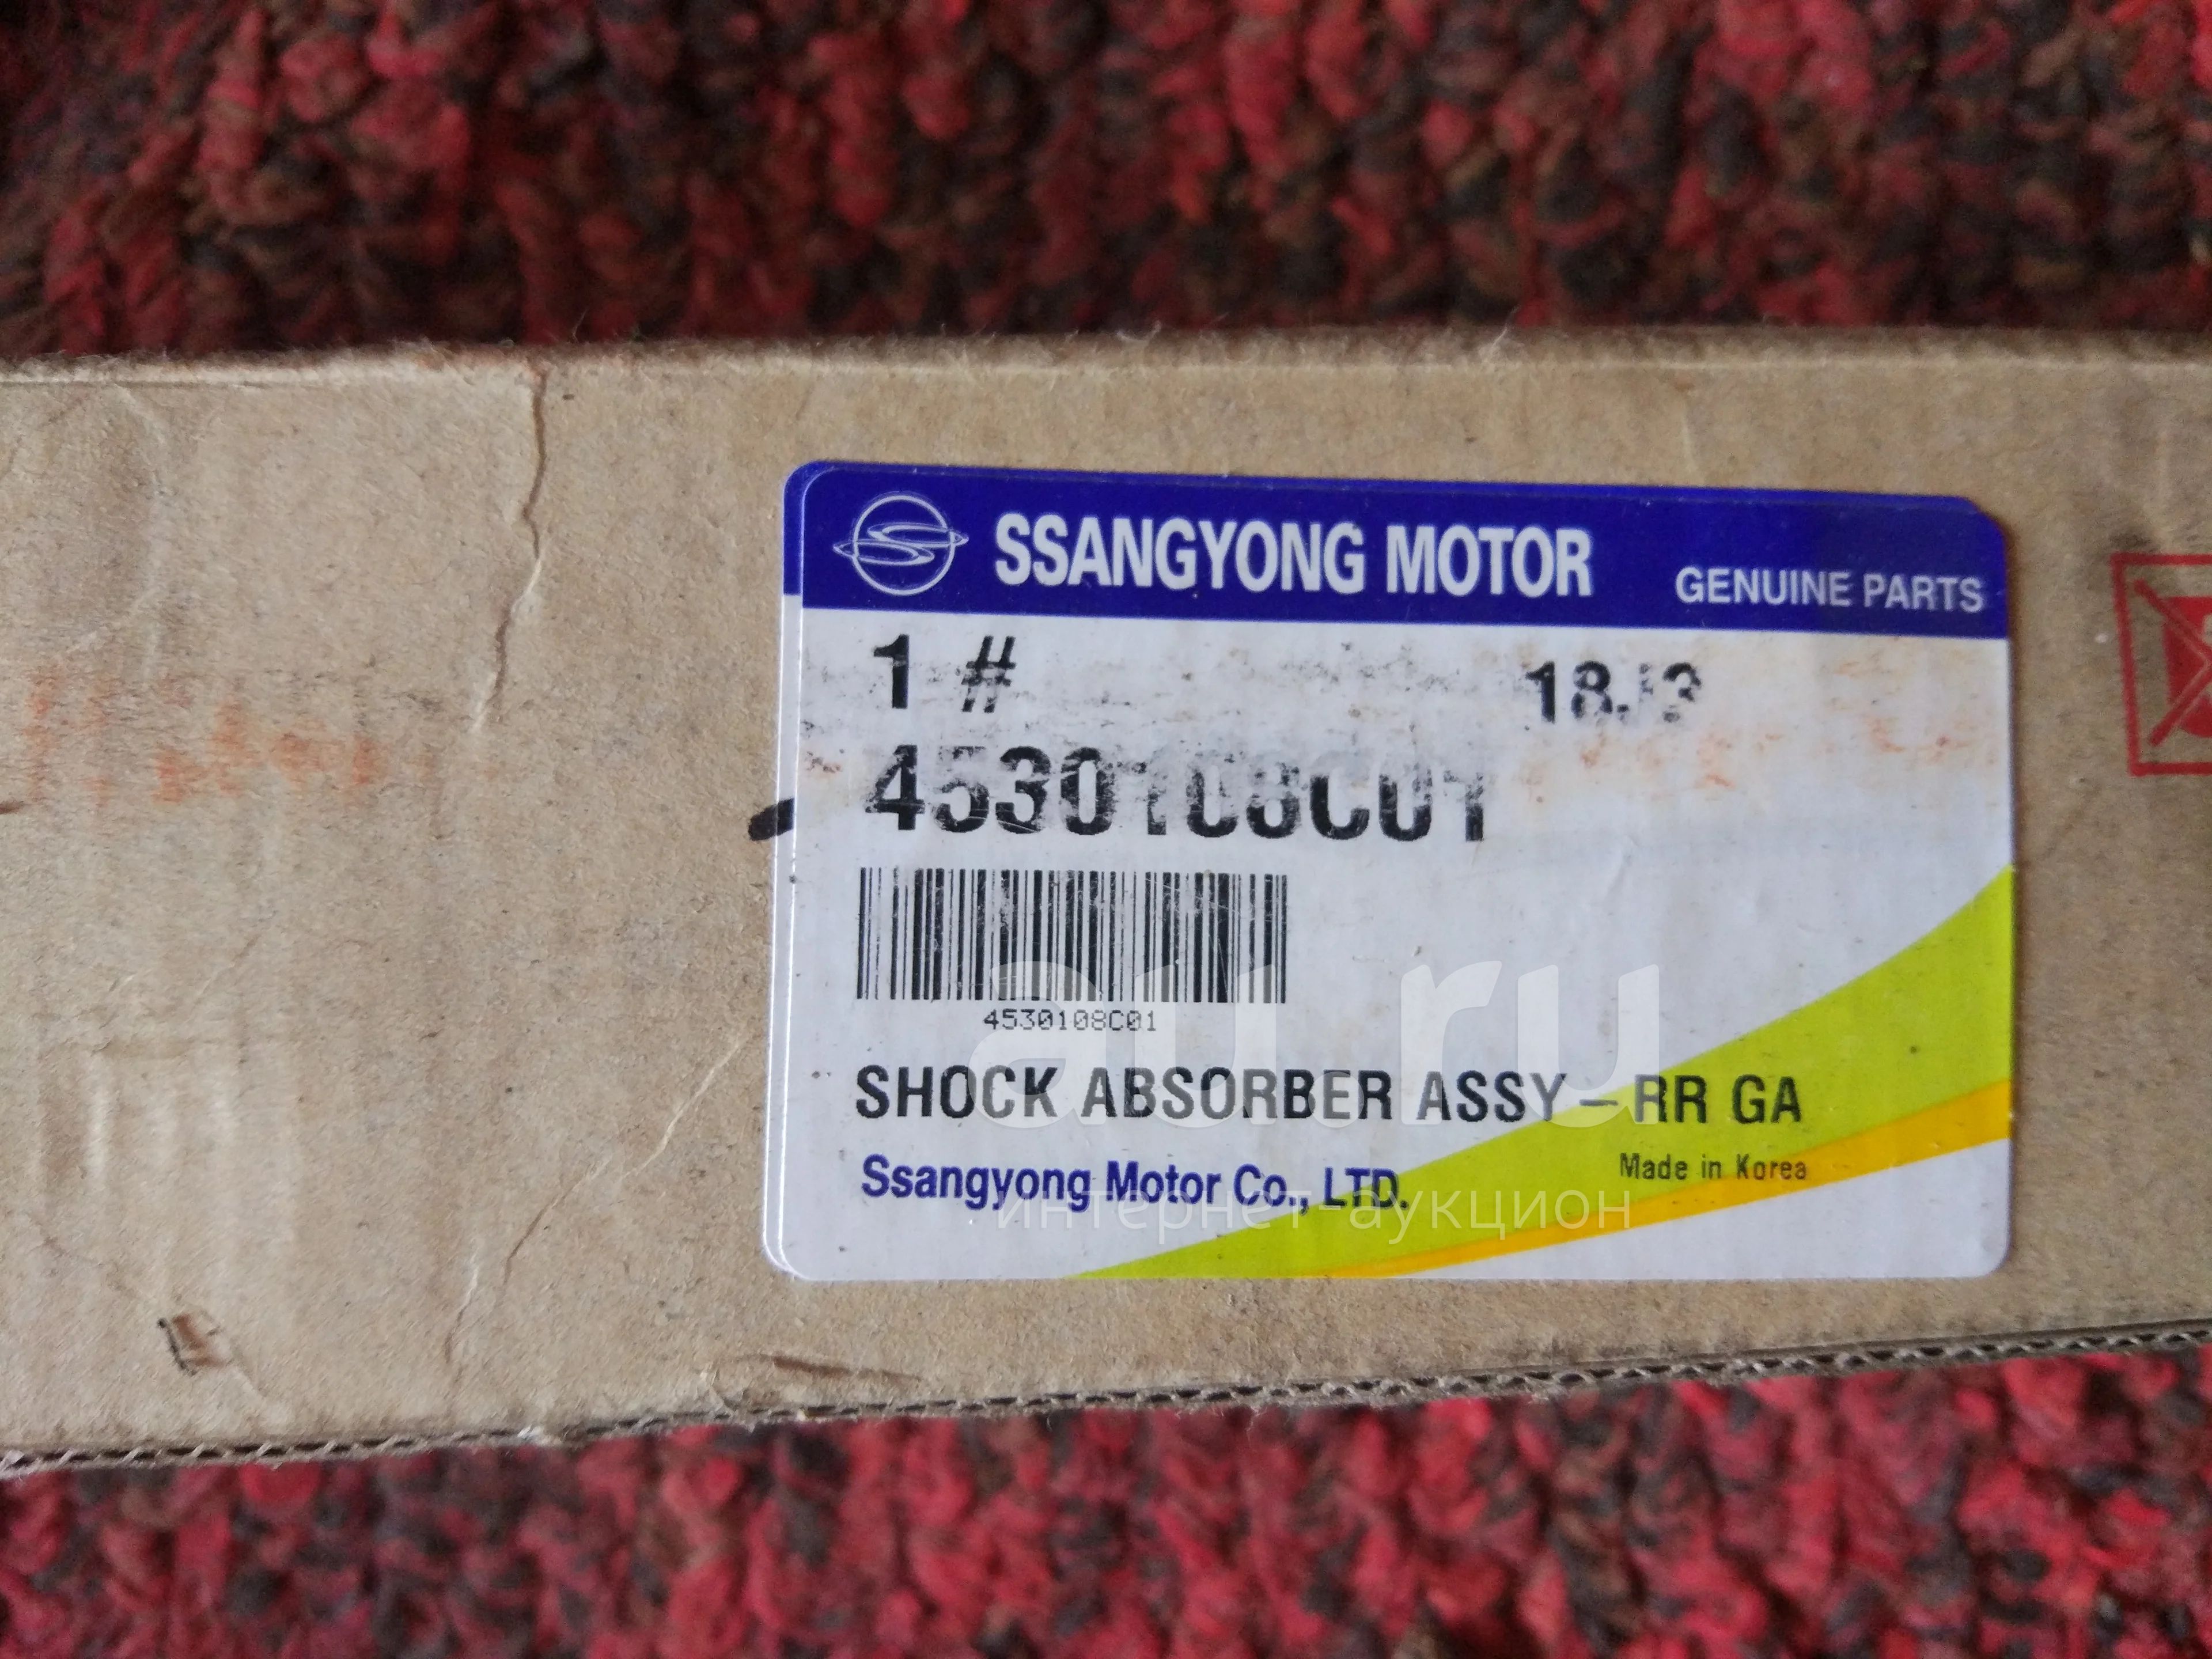 SSANGYONG MOTOR GENUINE PARTS
1 #
4530108C01
4530108C01
au.ru
SHOCK ABSORBER ASSY-RR GA
Made in Korea
Ssangyong Motor Co., LTD.
интернет-аукцион